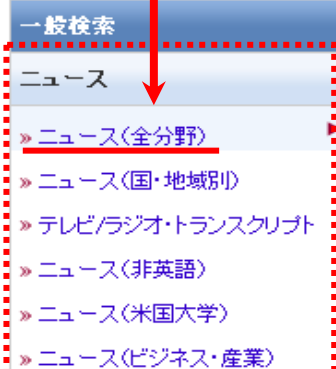 一般検索
ニュース
» ニュース(全分野)
» ニュース(国・地域別)
» テレビ/ラジオ・トランスクリプト
» ニュース(非英語)
» ニュース(米国大学)
» ニュース(ビジネス・産業)